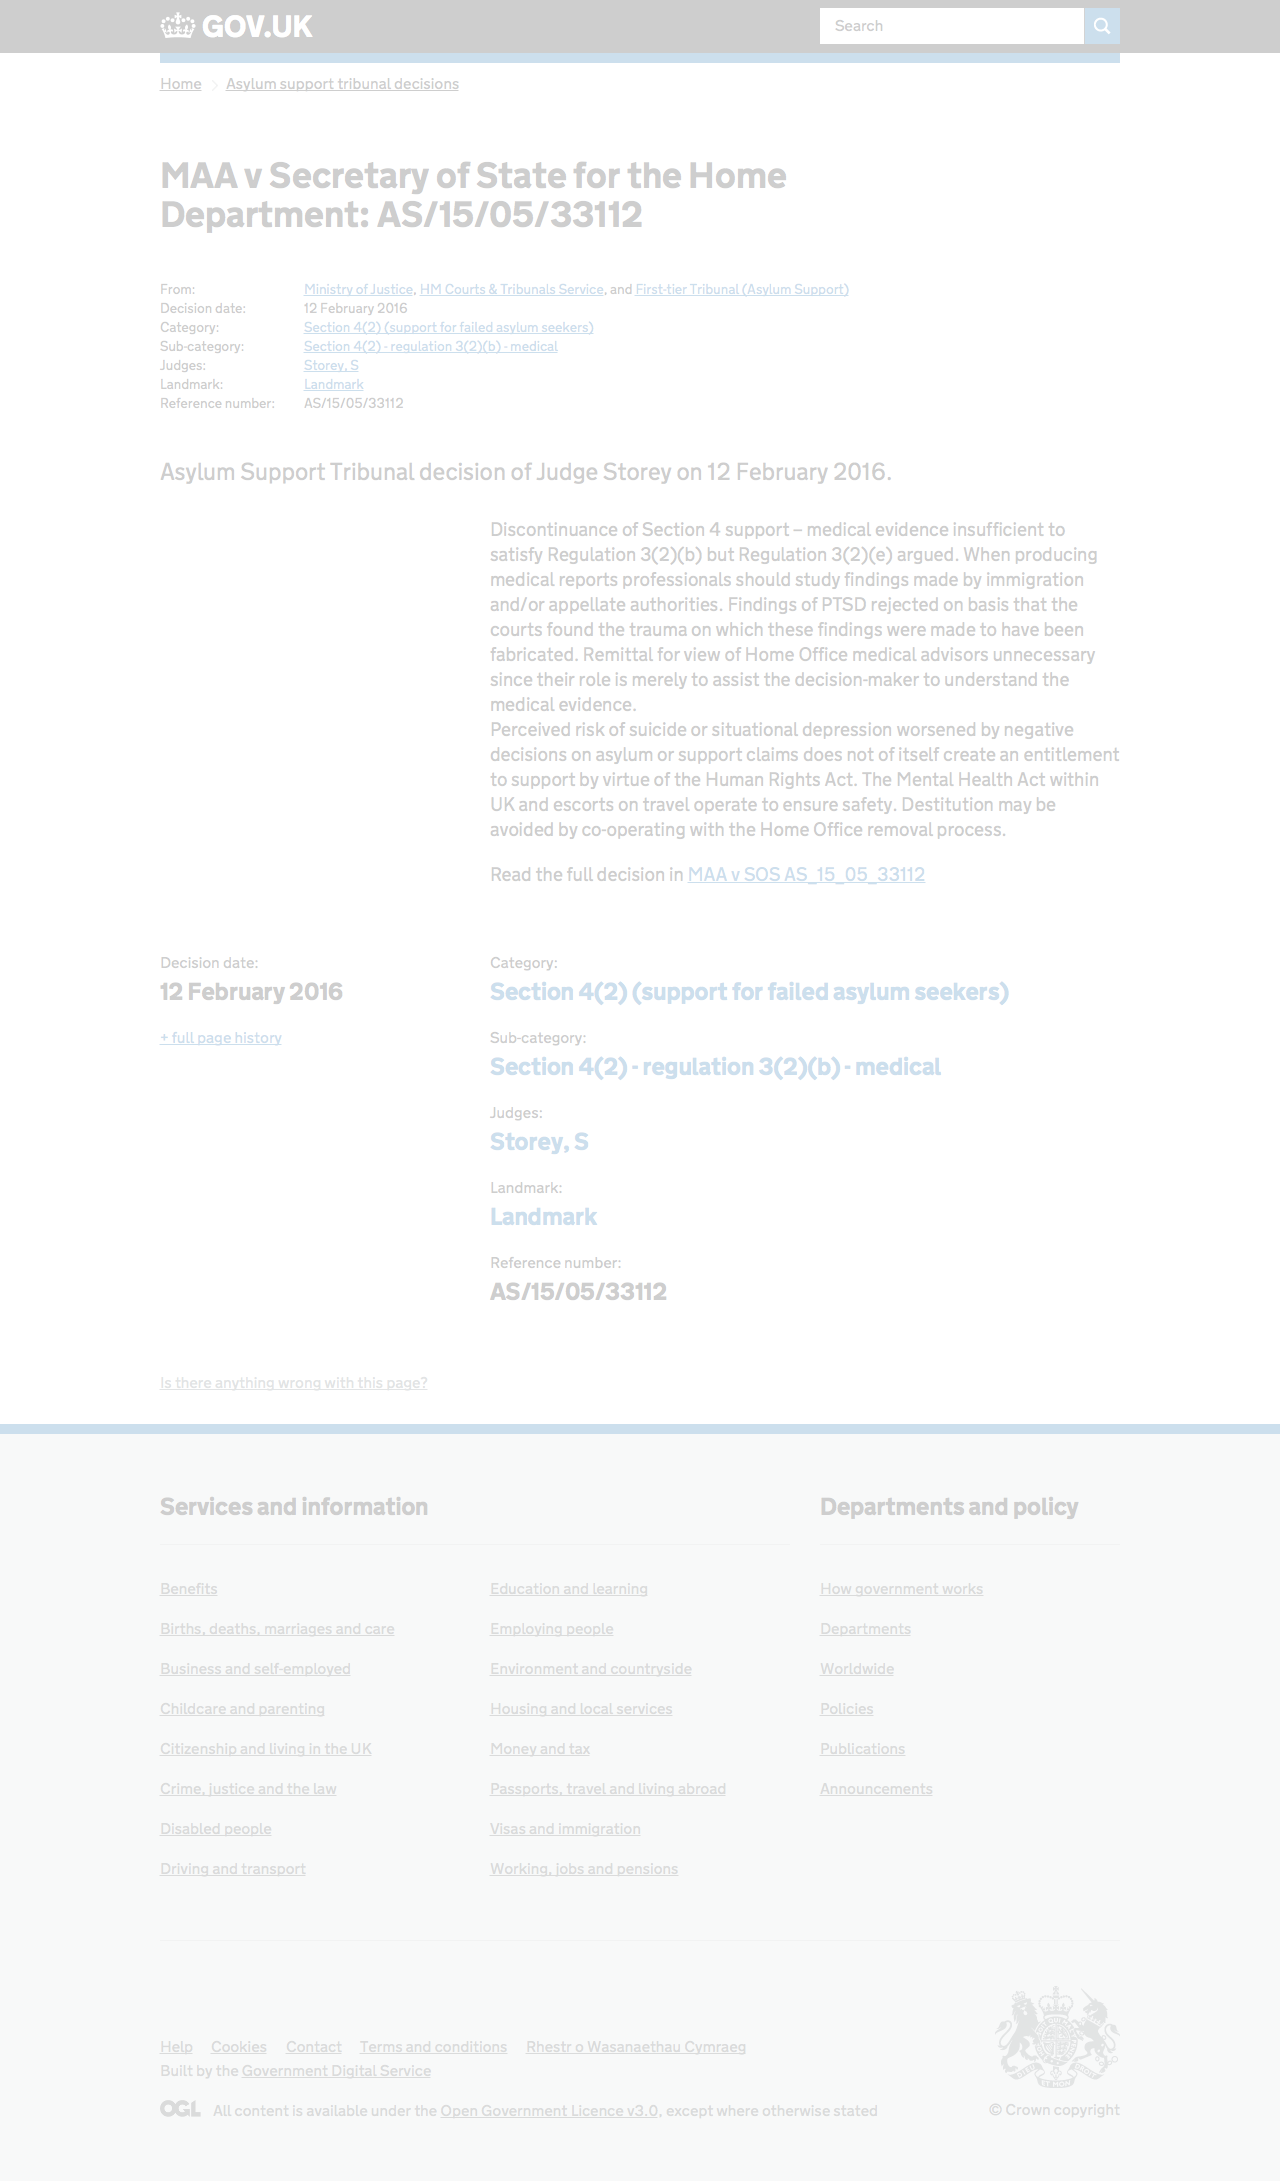 GOV.UK
Search
Home
Asylum support tribunal decisions
MAA v Secretary of State for the Home
Department: AS/15/05/33112
From: Ministry of Justice, HM Courts & Tribunals Service, and First-tier Tribunal (Asylum Support)
Decision date: 12 February 2016
Category: Section 4(2) (support for failed asylum seekers)
Sub-category: Section 4(2) - regulation 3(2)(b) - medical
Judges: Storey, S
Landmark: Landmark
Reference number: AS/15/05/33112
Asylum Support Tribunal decision of Judge Storey on 12 February 2016.
Discontinuance of Section 4 support – medical evidence insufficient to
satisfy Regulation 3(2)(b) but Regulation 3(2)(e) argued. When producing
medical reports professionals should study findings made by immigration
and/or appellate authorities. Findings of PTSD rejected on basis that the
courts found the trauma on which these findings were made to have been
fabricated. Remittal for view of Home Office medical advisors unnecessary
since their role is merely to assist the decision-maker to understand the
medical evidence.
Perceived risk of suicide or situational depression worsened by negative
decisions on asylum or support claims does not of itself create an entitlement
to support by virtue of the Human Rights Act. The Mental Health Act within
UK and escorts on travel operate to ensure safety. Destitution may be
avoided by co-operating with the Home Office removal process.
Read the full decision in MAA v SOS AS_15_05_33112
Decision date:
12 February 2016
+ full page history
Category:
Section 4(2) (support for failed asylum seekers)
Sub-category:
Section 4(2) - regulation 3(2)(b) - medical
Judges:
Storey, S
Landmark:
Landmark
Reference number:
AS/15/05/33112
Is there anything wrong with this page?
Services and information
Benefits
Births, deaths, marriages and care
Business and self-employed
Childcare and parenting
Citizenship and living in the UK
Crime, justice and the law
Disabled people
Driving and transport
Education and learning
Employing people
Environment and countryside
Housing and local services
Money and tax
Passports, travel and living abroad
Visas and immigration
Working, jobs and pensions
Departments and policy
How government works
Departments
Worldwide
Policies
Publications
Announcements
Help Cookies Contact Terms and conditions Rhestr o Wasanaethau Cymraeg
Built by the Government Digital Service
OGL All content is available under the Open Government Licence v3.0, except where otherwise stated
© Crown copyright